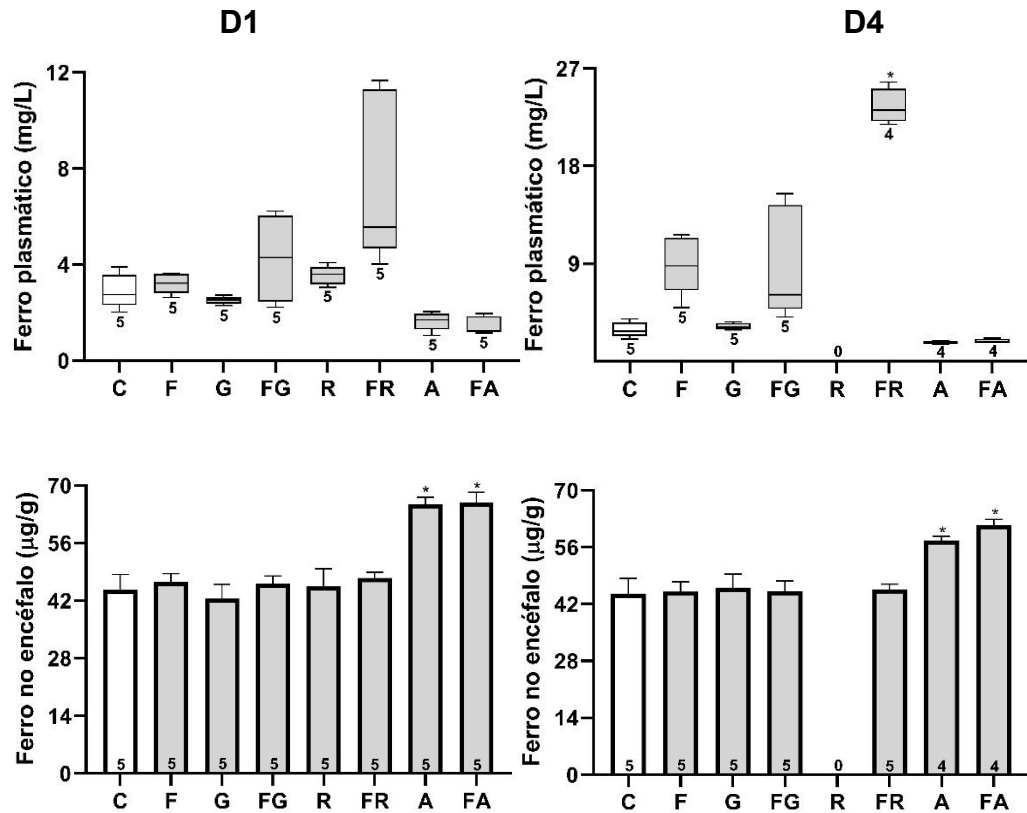 D1
D4
Ferro plasmático (mg/L)
12
8
4
0
5 5 5 5 5 5 5 5
C F G FG R FR A FA
Ferro plasmático (mg/L)
27
18
9
*
5 5 5 5 0 4 4 4
C F G FG R FR A FA
Ferro no encéfalo (µg/g)
70
56
42
28
14
0
* *
5 5 5 5 5 5 5 5
C F G FG R FR A FA
Ferro no encéfalo (µg/g)
70
56
42
28
14
0
* *
5 5 5 5 0 5 4 4
C F G FG R FR A FA